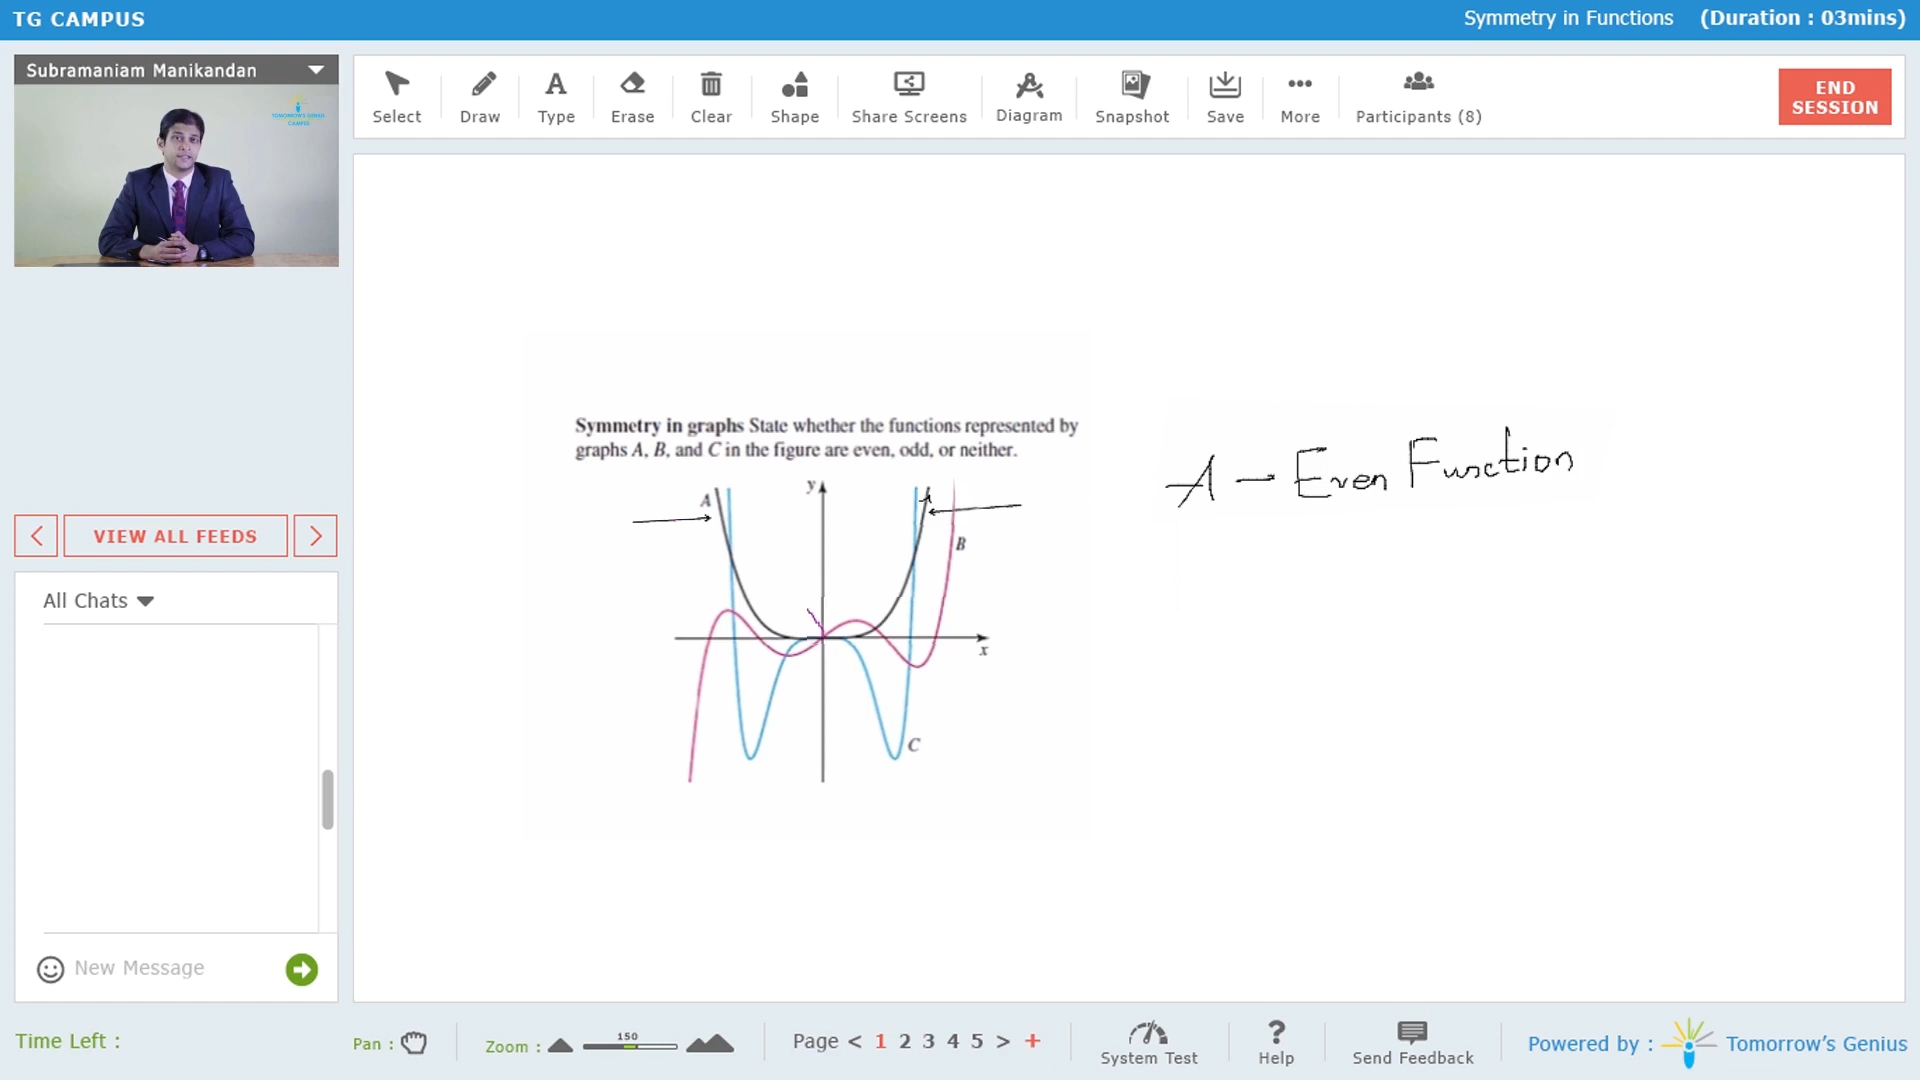 TG CAMPUS
Symmetry in Functions (Duration : 03mins)
Subramaniam Manikandan
TOMORROW'S GENIUS
CAMPUS
Select
Draw
Type
Erase
Clear
Shape
Share Screens
Diagram
Snapshot
Save
More
Participants (8)
END
SESSION
VIEW ALL FEEDS
All Chats
New Message
Symmetry in graphs State whether the functions represented by
graphs A, B, and C in the figure are even, odd, or neither.
A
y
B
x
C
A - Even Function
Time Left :
Pan :
Zoom :
150
Page < 1 2 3 4 5 > +
System Test
Help
Send Feedback
Powered by : Tomorrow's Genius